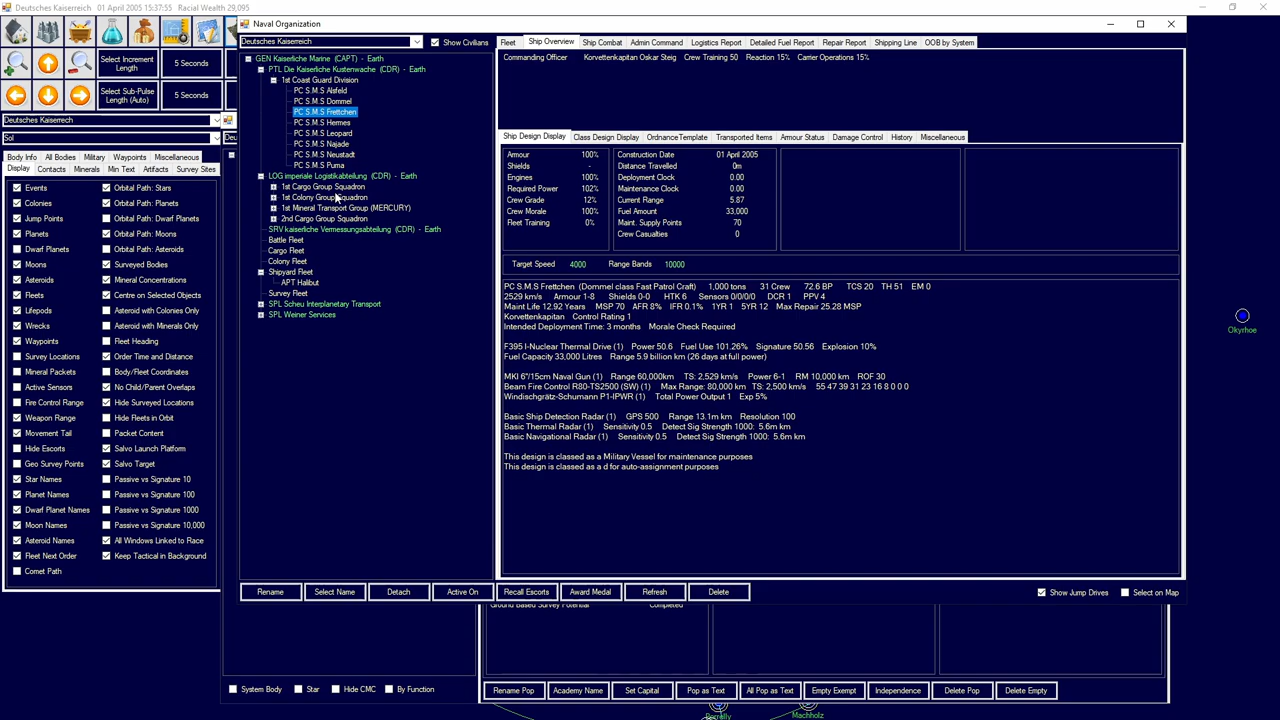 Deutsches Kaiserreich   01 April 2005 15:37:55   Racial Wealth 29,095
Naval Organization
Deutsches Kaiserreich
Show Civilians
Fleet
Ship Overview
Ship Combat
Admin Command
Logistics Report
Detailed Fuel Report
Repair Report
Shipping Line
OOB by System
Select Increment Length
5 Seconds
Select Sub-Pulse Length (Auto)
5 Seconds
Deutsches Kaiserreich
Sol
Body Info
All Bodies
Military
Waypoints
Miscellaneous
Display
Contacts
Minerals
Min Text
Artifacts
Survey Sites
Events
Orbital Path: Stars
Colonies
Orbital Path: Planets
Jump Points
Orbital Path: Dwarf Planets
Planets
Orbital Path: Moons
Dwarf Planets
Orbital Path: Asteroids
Moons
Surveyed Bodies
Asteroids
Mineral Concentrations
Fleets
Centre on Selected Objects
Lifepods
Asteroid with Colonies Only
Wrecks
Asteroid with Minerals Only
Waypoints
Fleet Heading
Survey Locations
Order Time and Distance
Mineral Packets
Body/Fleet Coordinates
Active Sensors
No Child/Parent Overlaps
Fire Control Range
Hide Surveyed Locations
Weapon Range
Hide Fleets in Orbit
Movement Tail
Packet Content
Hide Escorts
Salvo Launch Platform
Geo Survey Points
Salvo Target
Star Names
Passive vs Signature 10
Planet Names
Passive vs Signature 100
Dwarf Planet Names
Passive vs Signature 1000
Moon Names
Passive vs Signature 10,000
Asteroid Names
All Windows Linked to Race
Fleet Next Order
Keep Tactical in Background
Comet Path
GEN Kaiserliche Marine (CAPT) - Earth
PTL Die Kaiserliche Kustenwache (CDR) - Earth
1st Coast Guard Division
PC S.M.S Alsfeld
PC S.M.S Dommel
PC S.M.S Frettchen
PC S.M.S Hermes
PC S.M.S Leopard
PC S.M.S Najade
PC S.M.S Neustadt
PC S.M.S Puma
LOG imperiale Logistikabteilung (CDR) - Earth
1st Cargo Group Squadron
1st Colony Group Squadron
1st Mineral Transport Group (MERCURY)
2nd Cargo Group Squadron
SRV kaiserliche Vermessungsabteilung (CDR) - Earth
Battle Fleet
Cargo Fleet
Colony Fleet
Shipyard Fleet
APT Halibut
Survey Fleet
SPL Scheu Interplanetary Transport
SPL Weiner Services
Commanding Officer   Korvettenkapitan Oskar Steig   Crew Training 50   Reaction 15%   Carrier Operations 15%
Ship Design Display
Class Design Display
Ordnance Template
Transported Items
Armour Status
Damage Control
History
Miscellaneous
Armour 100%
Shields
Engines 100%
Required Power 102%
Crew Grade 12%
Crew Morale 100%
Fleet Training 0%
Construction Date 01 April 2005
Distance Travelled 0m
Deployment Clock 0.00
Maintenance Clock 0.00
Current Range 5.87
Fuel Amount 33,000
Maint. Supply Points 70
Crew Casualties 0
Target Speed 4000   Range Bands 10000
PC S.M.S Frettchen (Dommel class Fast Patrol Craft)   1,000 tons   31 Crew   72.6 BP   TCS 20   TH 51   EM 0
2529 km/s   Armour 1-8   Shields 0-0   HTK 6   Sensors 0/0/0/0   DCR 1   PPV 4
Maint Life 12.92 Years   MSP 70   AFR 8%   IFR 0.1%   1YR 1   5YR 12   Max Repair 25.28 MSP
Korvettenkapitan   Control Rating 1
Intended Deployment Time: 3 months   Morale Check Required
F395 I-Nuclear Thermal Drive (1)   Power 50.6   Fuel Use 101.26%   Signature 50.56   Explosion 10%
Fuel Capacity 33,000 Litres   Range 5.9 billion km (26 days at full power)
MKI 6"/15cm Naval Gun (1)   Range 60,000km   TS: 2,529 km/s   Power 6-1   RM 10,000 km   ROF 30
Beam Fire Control R80-TS2500 (SW) (1)   Max Range: 80,000 km   TS: 2,500 km/s   55 47 39 31 23 16 8 0 0 0
Windischgrätz-Schumann P1-IPWR (1)   Total Power Output 1   Exp 5%
Basic Ship Detection Radar (1)   GPS 500   Range 13.1m km   Resolution 100
Basic Thermal Radar (1)   Sensitivity 0.5   Detect Sig Strength 1000: 5.6m km
Basic Navigational Radar (1)   Sensitivity 0.5   Detect Sig Strength 1000: 5.6m km
This design is classed as a Military Vessel for maintenance purposes
This design is classed as a d for auto-assignment purposes
Okyrhoe
Rename
Select Name
Detach
Active On
Recall Escorts
Award Medal
Refresh
Delete
Show Jump Drives
Select on Map
Ground Based Survey Potential   Completed
System Body
Star
Hide CMC
By Function
Rename Pop
Academy Name
Set Capital
Pop as Text
All Pop as Text
Empty Exempt
Independence
Delete Pop
Delete Empty
Borrelly
Machholz